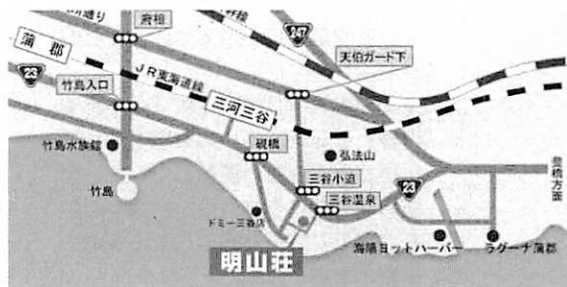 府相
247
天伯ガード下
蒲郡
23
JR東海道線
竹島入口
三河三谷
竹島水族館
硯橋
弘法山
豊橋方面
竹島
三谷小迫
23
三谷温泉
ドミー三谷店
海陽ヨットハーバー
ラグーナ蒲郡
明山荘